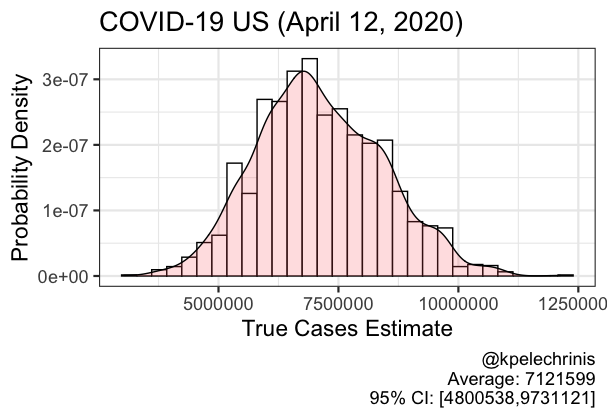 COVID-19 US (April 12, 2020)
Probability Density
3e-07
2e-07
1e-07
0e+00
5000000 7500000 10000000 1250000
True Cases Estimate
@kpelechrinis
Average: 7121599
95% CI: [4800538,9731121]